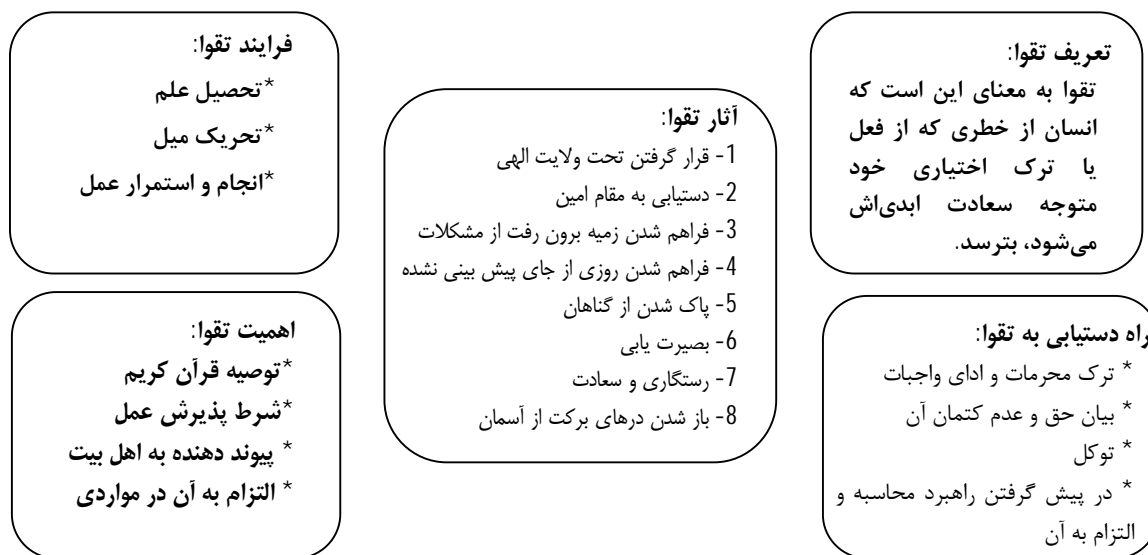 تعریف تقوا:
تقوا به معنای این است که
انسان از خطری که از فعل
یا ترک اختیاری خود
متوجه سعادت ابدی‌اش
می‌شود، بترسد.
راه دستیابی به تقوا:
* ترک محرمات و ادای واجبات
* بیان حق و عدم کتمان آن
* توکل
* در پیش گرفتن راهبرد محاسبه و
التزام به آن
آثار تقوا:
1- قرار گرفتن تحت ولایت الهی
2- دستیابی به مقام امین
3- فراهم شدن زمیه برون رفت از مشکلات
4- فراهم شدن روزی از جای پیش بینی نشده
5- پاک شدن از گناهان
6- بصیرت یابی
7- رستگاری و سعادت
8- باز شدن درهای برکت از آسمان
فرایند تقوا:
*تحصیل علم
*تحریک میل
*انجام و استمرار عمل
اهمیت تقوا:
*توصیه قرآن کریم
*شرط پذیرش عمل
* پیوند دهنده به اهل بیت
* التزام به آن در مواردی